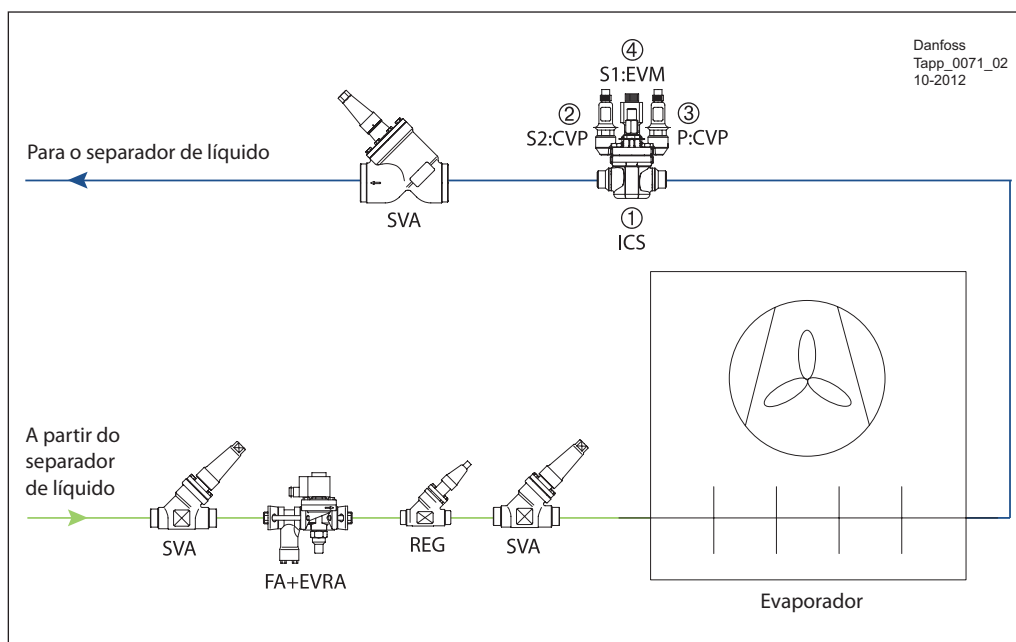 Danfoss
Tapp_0071_02
10-2012
④
S1:EVM
②
S2:CVP
③
P:CVP
Para o separador de líquido
SVA
①
ICS
A partir do
separador
de líquido
SVA
FA+EVRA
REG
SVA
Evaporador